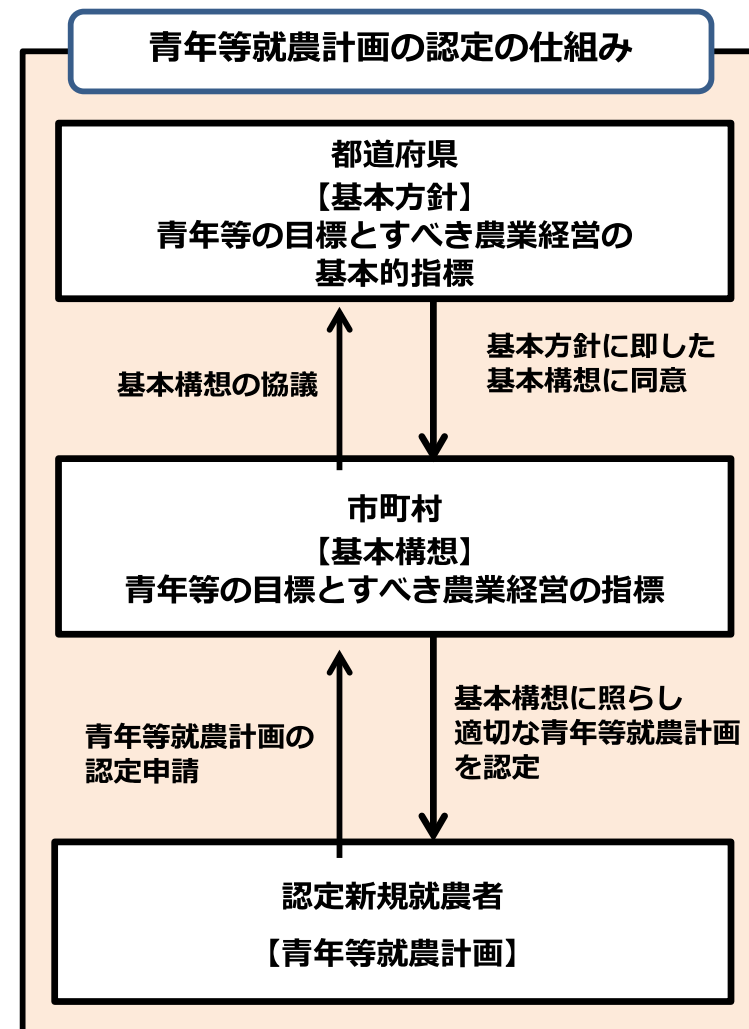 青年等就農計画の認定の仕組み
都道府県
【基本方針】
青年等の目標とすべき農業経営の
基本的指標
基本構想の協議
基本方針に即した
基本構想に同意
市町村
【基本構想】
青年等の目標とすべき農業経営の指標
青年等就農計画の
認定申請
基本構想に照らし
適切な青年等就農計画
を認定
認定新規就農者
【青年等就農計画】